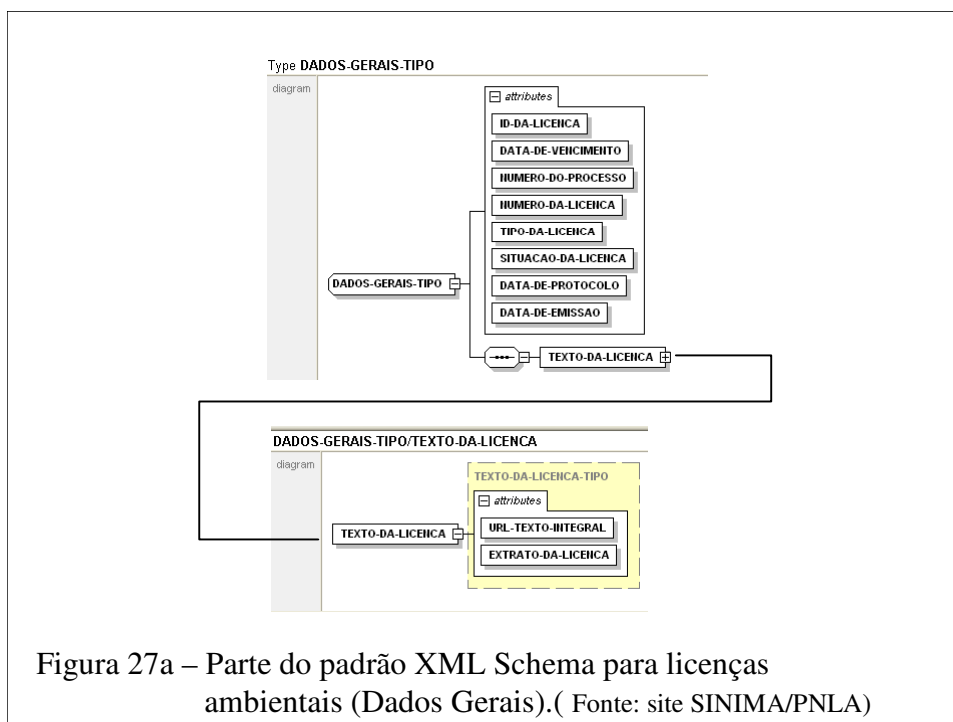 Type DADOS-GERAIS-TIPO
diagram
attributes
ID-DA-LICENCA
DATA-DE-VENCIMENTO
NUMERO-DO-PROCESSO
NUMERO-DA-LICENCA
TIPO-DA-LICENCA
SITUACAO-DA-LICENCA
DATA-DE-PROTOCOLO
DATA-DE-EMISSAO
DADOS-GERAIS-TIPO
TEXTO-DA-LICENCA
DADOS-GERAIS-TIPO/TEXTO-DA-LICENCA
diagram
TEXTO-DA-LICENCA-TIPO
attributes
URL-TEXTO-INTEGRAL
EXTRATO-DA-LICENCA
TEXTO-DA-LICENCA
Figura 27a – Parte do padrão XML Schema para licenças
ambientais (Dados Gerais).( Fonte: site SINIMA/PNLA)